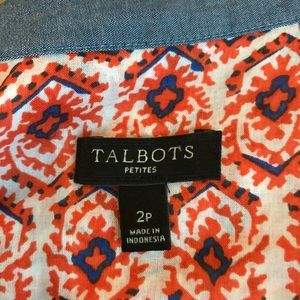 TALBOTS
PETITES
2P
MADE IN
INDONESIA